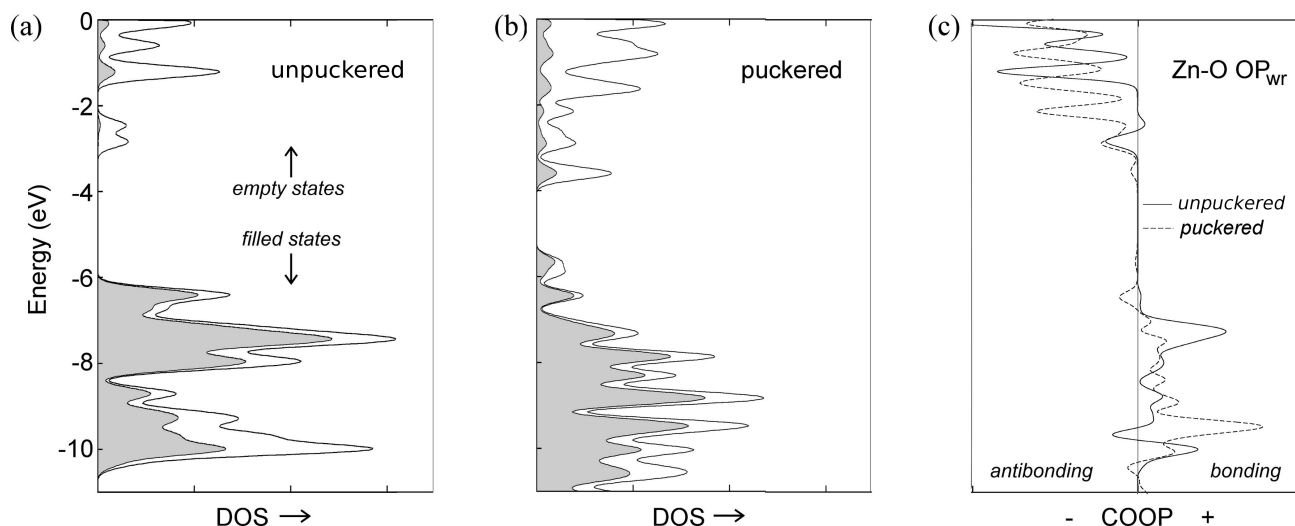 (a)
unpuckered
empty states
filled states
Energy (eV)
0
-2
-4
-6
-8
-10
DOS →
(b)
puckered
DOS →
(c)
Zn-O OPwr
unpuckered
puckered
antibonding
bonding
- COOP +